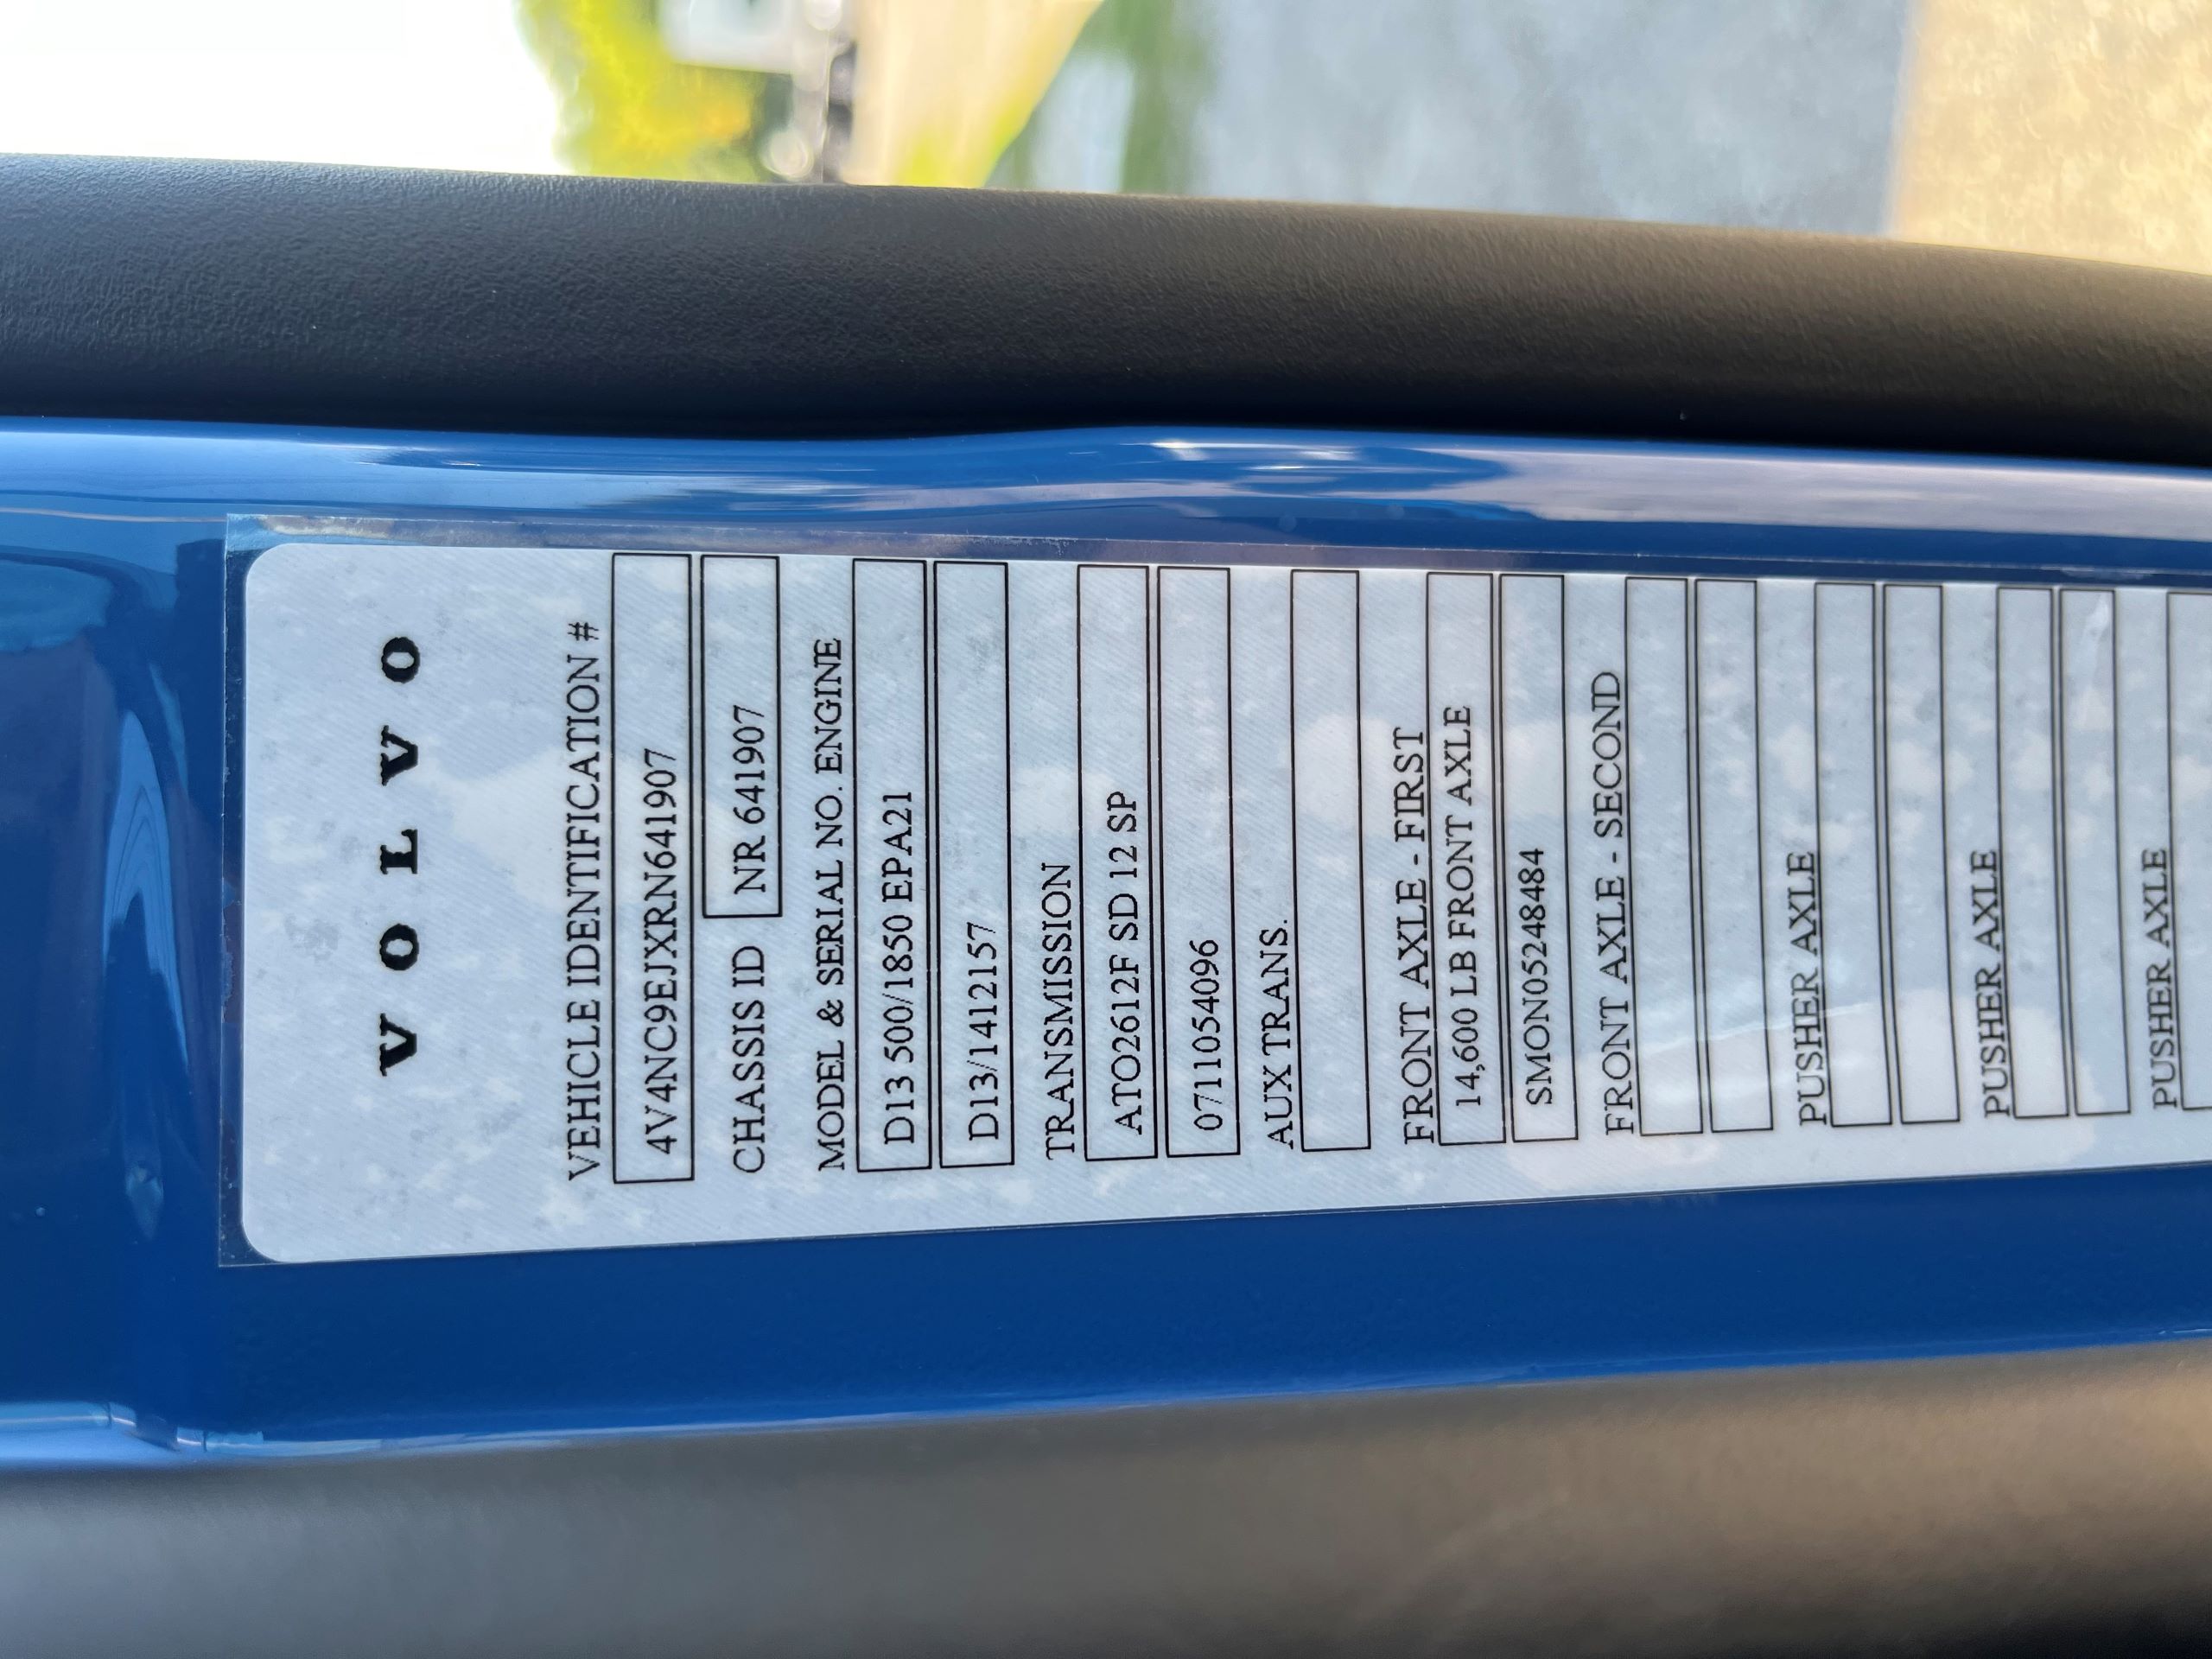 VOLVO
VEHICLE IDENTIFICATION #
4V4NC9EJXRN641907
CHASSIS ID NR 641907
MODEL & SERIAL NO. ENGINE
D13 500/1850 EPA21
D13/1412157
TRANSMISSION
ATO2612F SD 12 SP
0711054096
AUX TRANS.
FRONT AXLE - FIRST
14,600 LB FRONT AXLE
SMON05248484
FRONT AXLE - SECOND
PUSHER AXLE
PUSHER AXLE
PUSHER AXLE